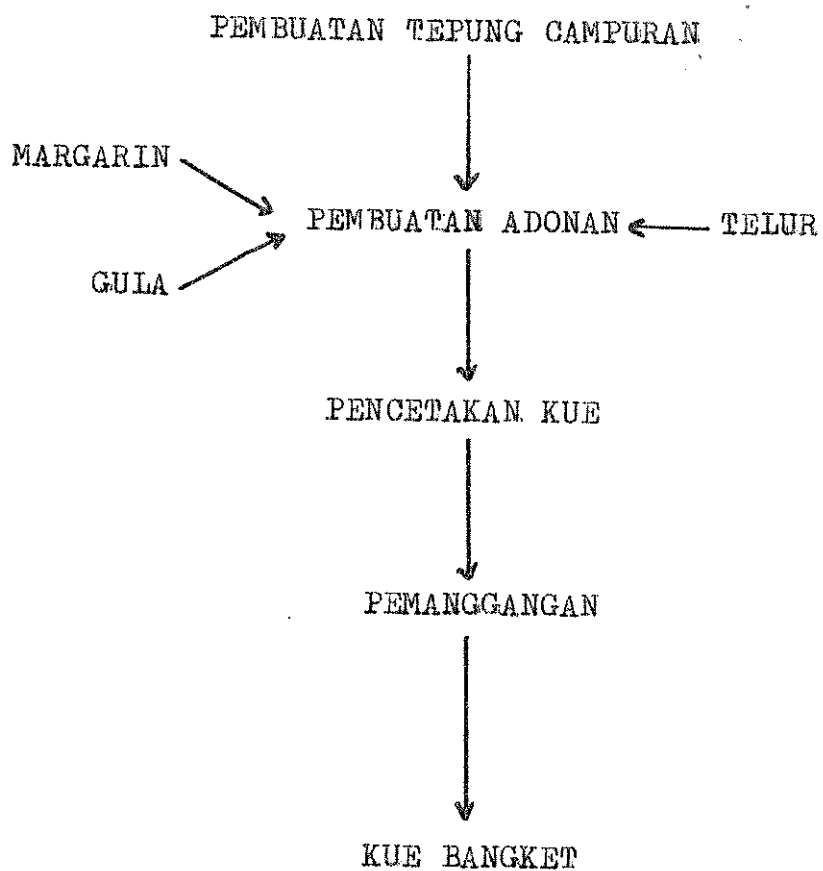 PEMBUATAN TEPUNG CAMPURAN
MARGARIN
PEMBUATAN ADONAN
TELUR
GULA
PENCETAKAN KUE
PEMANGGANGAN
KUE BANGKET